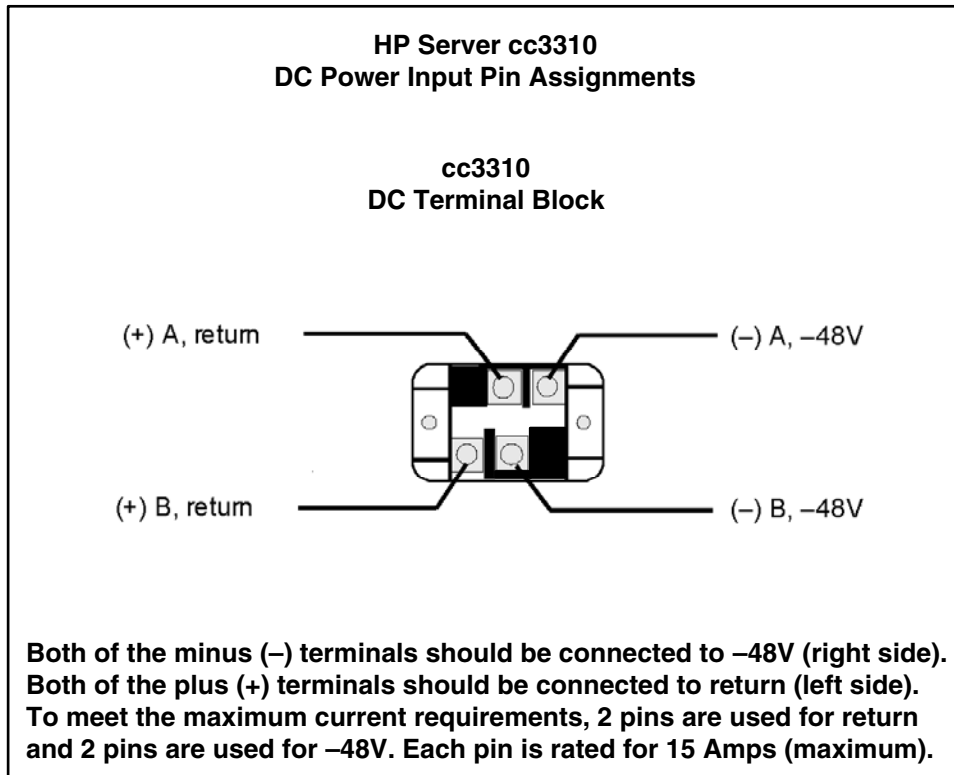 HP Server cc3310
DC Power Input Pin Assignments
cc3310
DC Terminal Block
(+) A, return
(–) A, –48V
(+) B, return
(–) B, –48V
Both of the minus (–) terminals should be connected to –48V (right side).
Both of the plus (+) terminals should be connected to return (left side).
To meet the maximum current requirements, 2 pins are used for return
and 2 pins are used for –48V. Each pin is rated for 15 Amps (maximum).